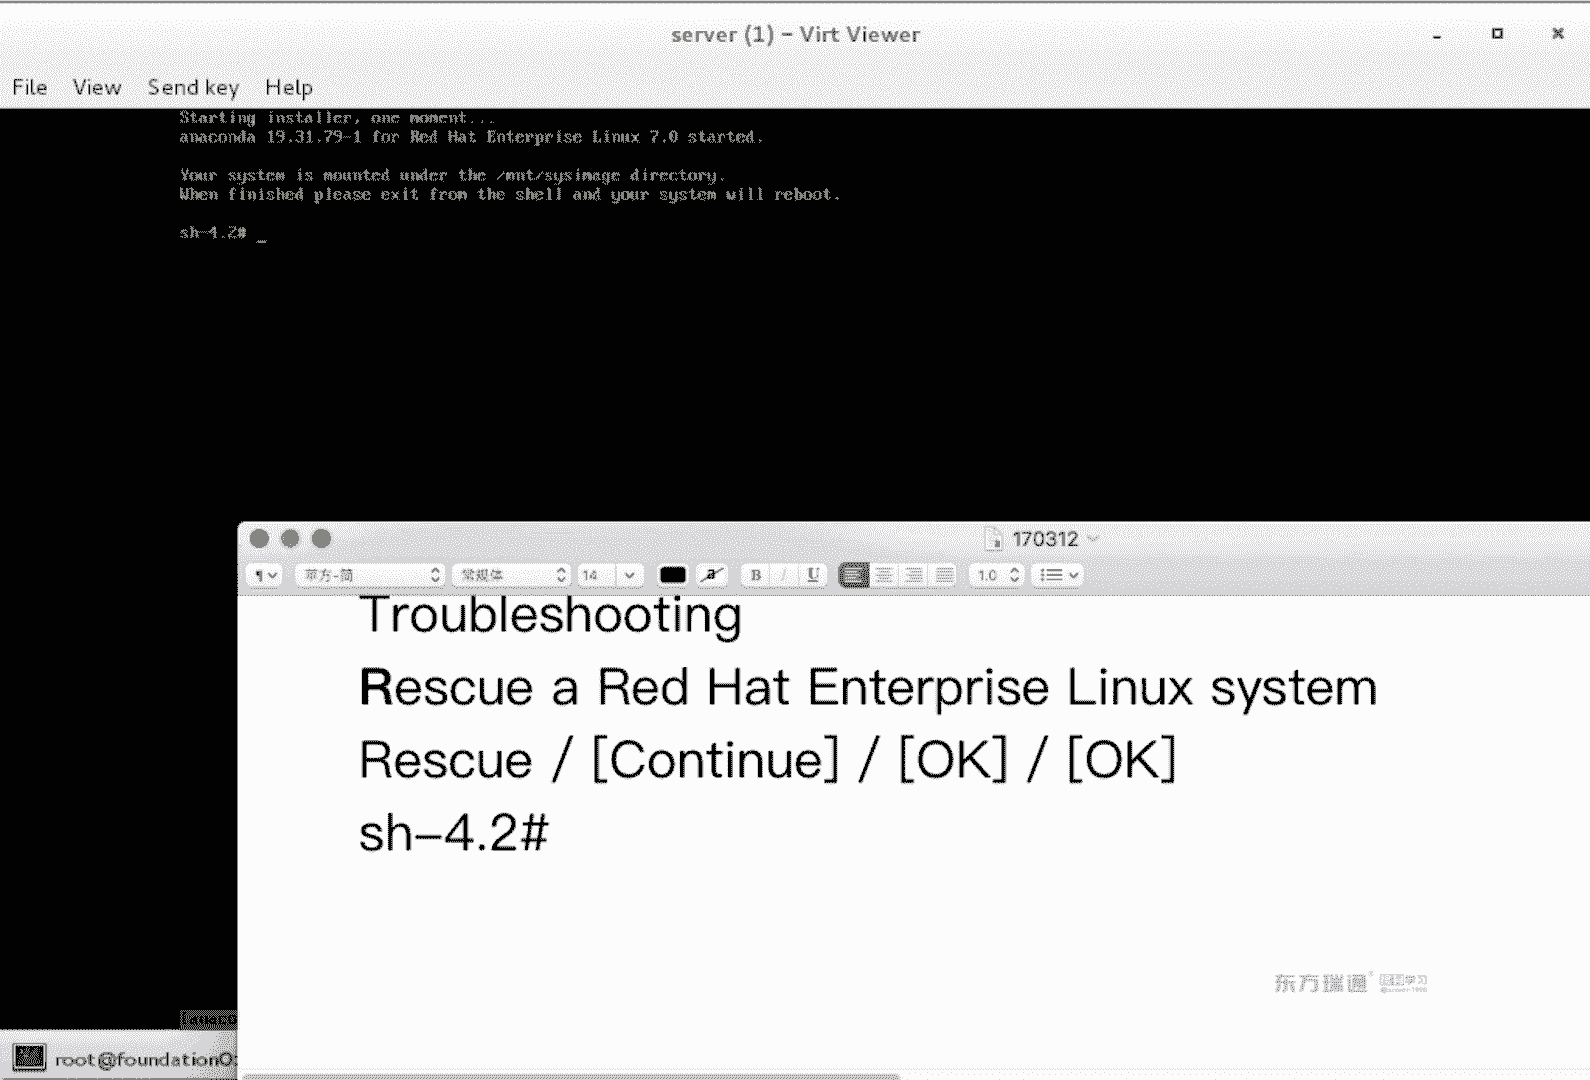 server (1) – Virt Viewer
File View Send key Help
Starting installer, one moment...
anaconda 19.31.79-1 for Red Hat Enterprise Linux 7.0 started.
Your system is mounted under the /mnt/sysimage directory.
When finished please exit from the shell and your system will reboot.
sh-4.2# _
170312
苹方-简 常规体 14 a B I U 1.0
Troubleshooting
Rescue a Red Hat Enterprise Linux system
Rescue / [Continue] / [OK] / [OK]
sh–4.2#
东方瑞通
学习
root@foundation0: